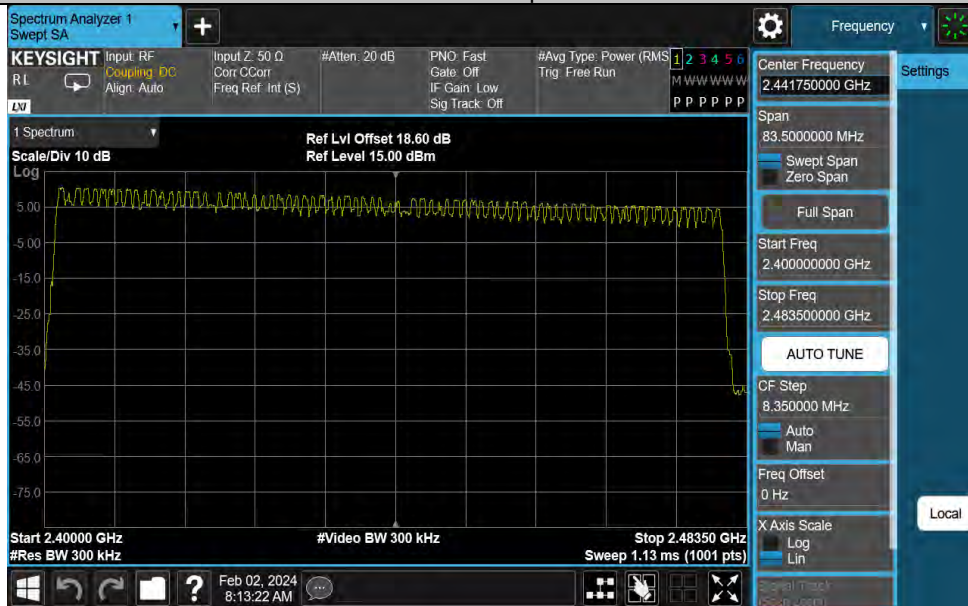 Spectrum Analyzer 1
Swept SA
Frequency
KEYSIGHT
R L
LXI
Input: RF
Coupling: DC
Align: Auto
Input Z: 50 Ω
Corr CCorr
Freq Ref: Int (S)
#Atten: 20 dB
PNO: Fast
Gate: Off
IF Gain: Low
Sig Track: Off
#Avg Type: Power (RMS
Trig: Free Run
1 2 3 4 5 6
M W W W W W
P P P P P P
1 Spectrum
Scale/Div 10 dB
Ref Lvl Offset 18.60 dB
Ref Level 15.00 dBm
Log
5.00
-5.00
-15.0
-25.0
-35.0
-45.0
-55.0
-65.0
-75.0
Start 2.40000 GHz
#Res BW 300 kHz
#Video BW 300 kHz
Stop 2.48350 GHz
Sweep 1.13 ms (1001 pts)
Center Frequency
2.441750000 GHz
Span
83.5000000 MHz
Swept Span
Zero Span
Full Span
Start Freq
2.400000000 GHz
Stop Freq
2.483500000 GHz
AUTO TUNE
CF Step
8.350000 MHz
Auto
Man
Freq Offset
0 Hz
X Axis Scale
Log
Lin
Signal Track
(Span Zoom)
Settings
Local
?
Feb 02, 2024
8:13:22 AM